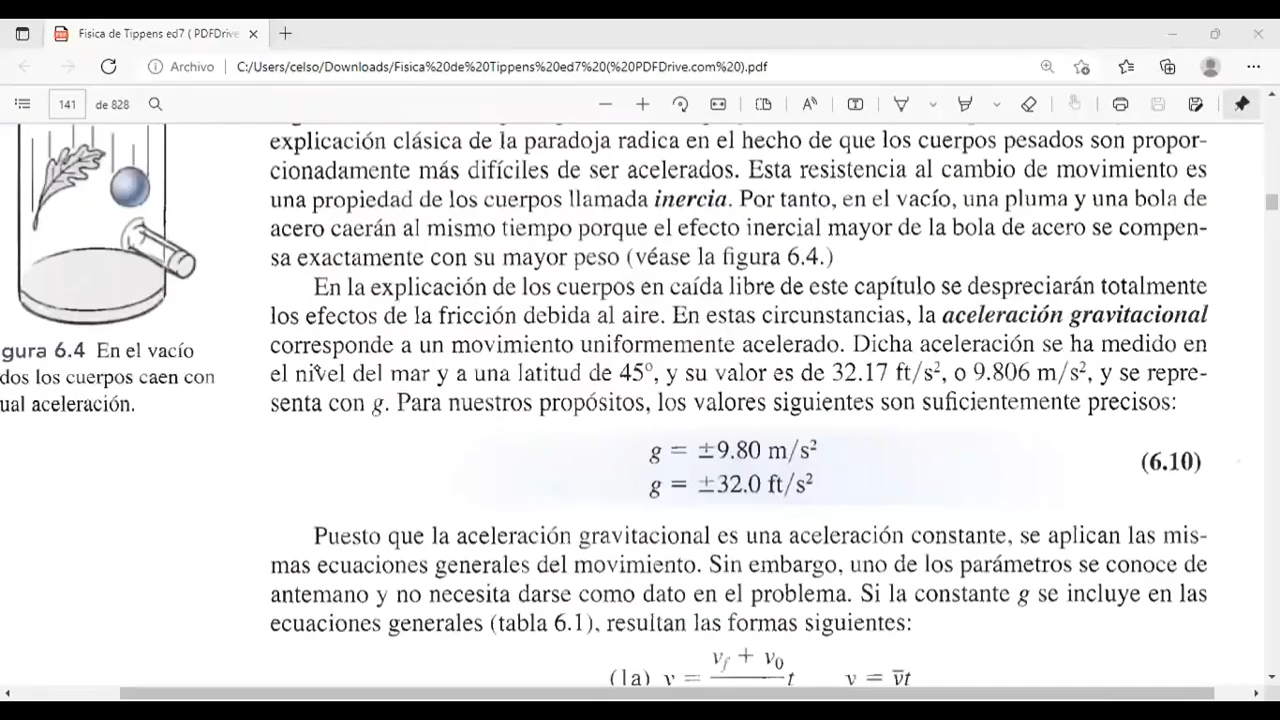 Fisica de Tippens ed7 ( PDFDrive
Archivo
C:/Users/celso/Downloads/Fisica%20de%20Tippens%20ed7%20(%20PDFDrive.com%20).pdf
141 de 828
explicación clásica de la paradoja radica en el hecho de que los cuerpos pesados son propor-
cionadamente más difíciles de ser acelerados. Esta resistencia al cambio de movimiento es
una propiedad de los cuerpos llamada inercia. Por tanto, en el vacío, una pluma y una bola de
acero caerán al mismo tiempo porque el efecto inercial mayor de la bola de acero se compen-
sa exactamente con su mayor peso (véase la figura 6.4.)
En la explicación de los cuerpos en caída libre de este capítulo se despreciarán totalmente
los efectos de la fricción debida al aire. En estas circunstancias, la aceleración gravitacional
corresponde a un movimiento uniformemente acelerado. Dicha aceleración se ha medido en
el nivel del mar y a una latitud de 45°, y su valor es de 32.17 ft/s², o 9.806 m/s², y se repre-
senta con g. Para nuestros propósitos, los valores siguientes son suficientemente precisos:
gura 6.4 En el vacío
dos los cuerpos caen con
ual aceleración.
g = ±9.80 m/s²
g = ±32.0 ft/s²
(6.10)
Puesto que la aceleración gravitacional es una aceleración constante, se aplican las mis-
mas ecuaciones generales del movimiento. Sin embargo, uno de los parámetros se conoce de
antemano y no necesita darse como dato en el problema. Si la constante g se incluye en las
ecuaciones generales (tabla 6.1), resultan las formas siguientes:
(1a) v = v_f + v_0 t v = v̄t